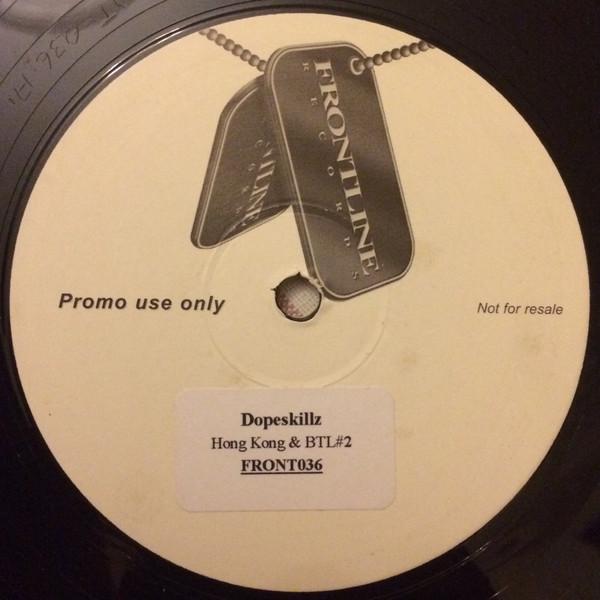 FRONTLINE
RECORDS
Promo use only
Not for resale
Dopeskillz
Hong Kong & BTL#2
FRONT036